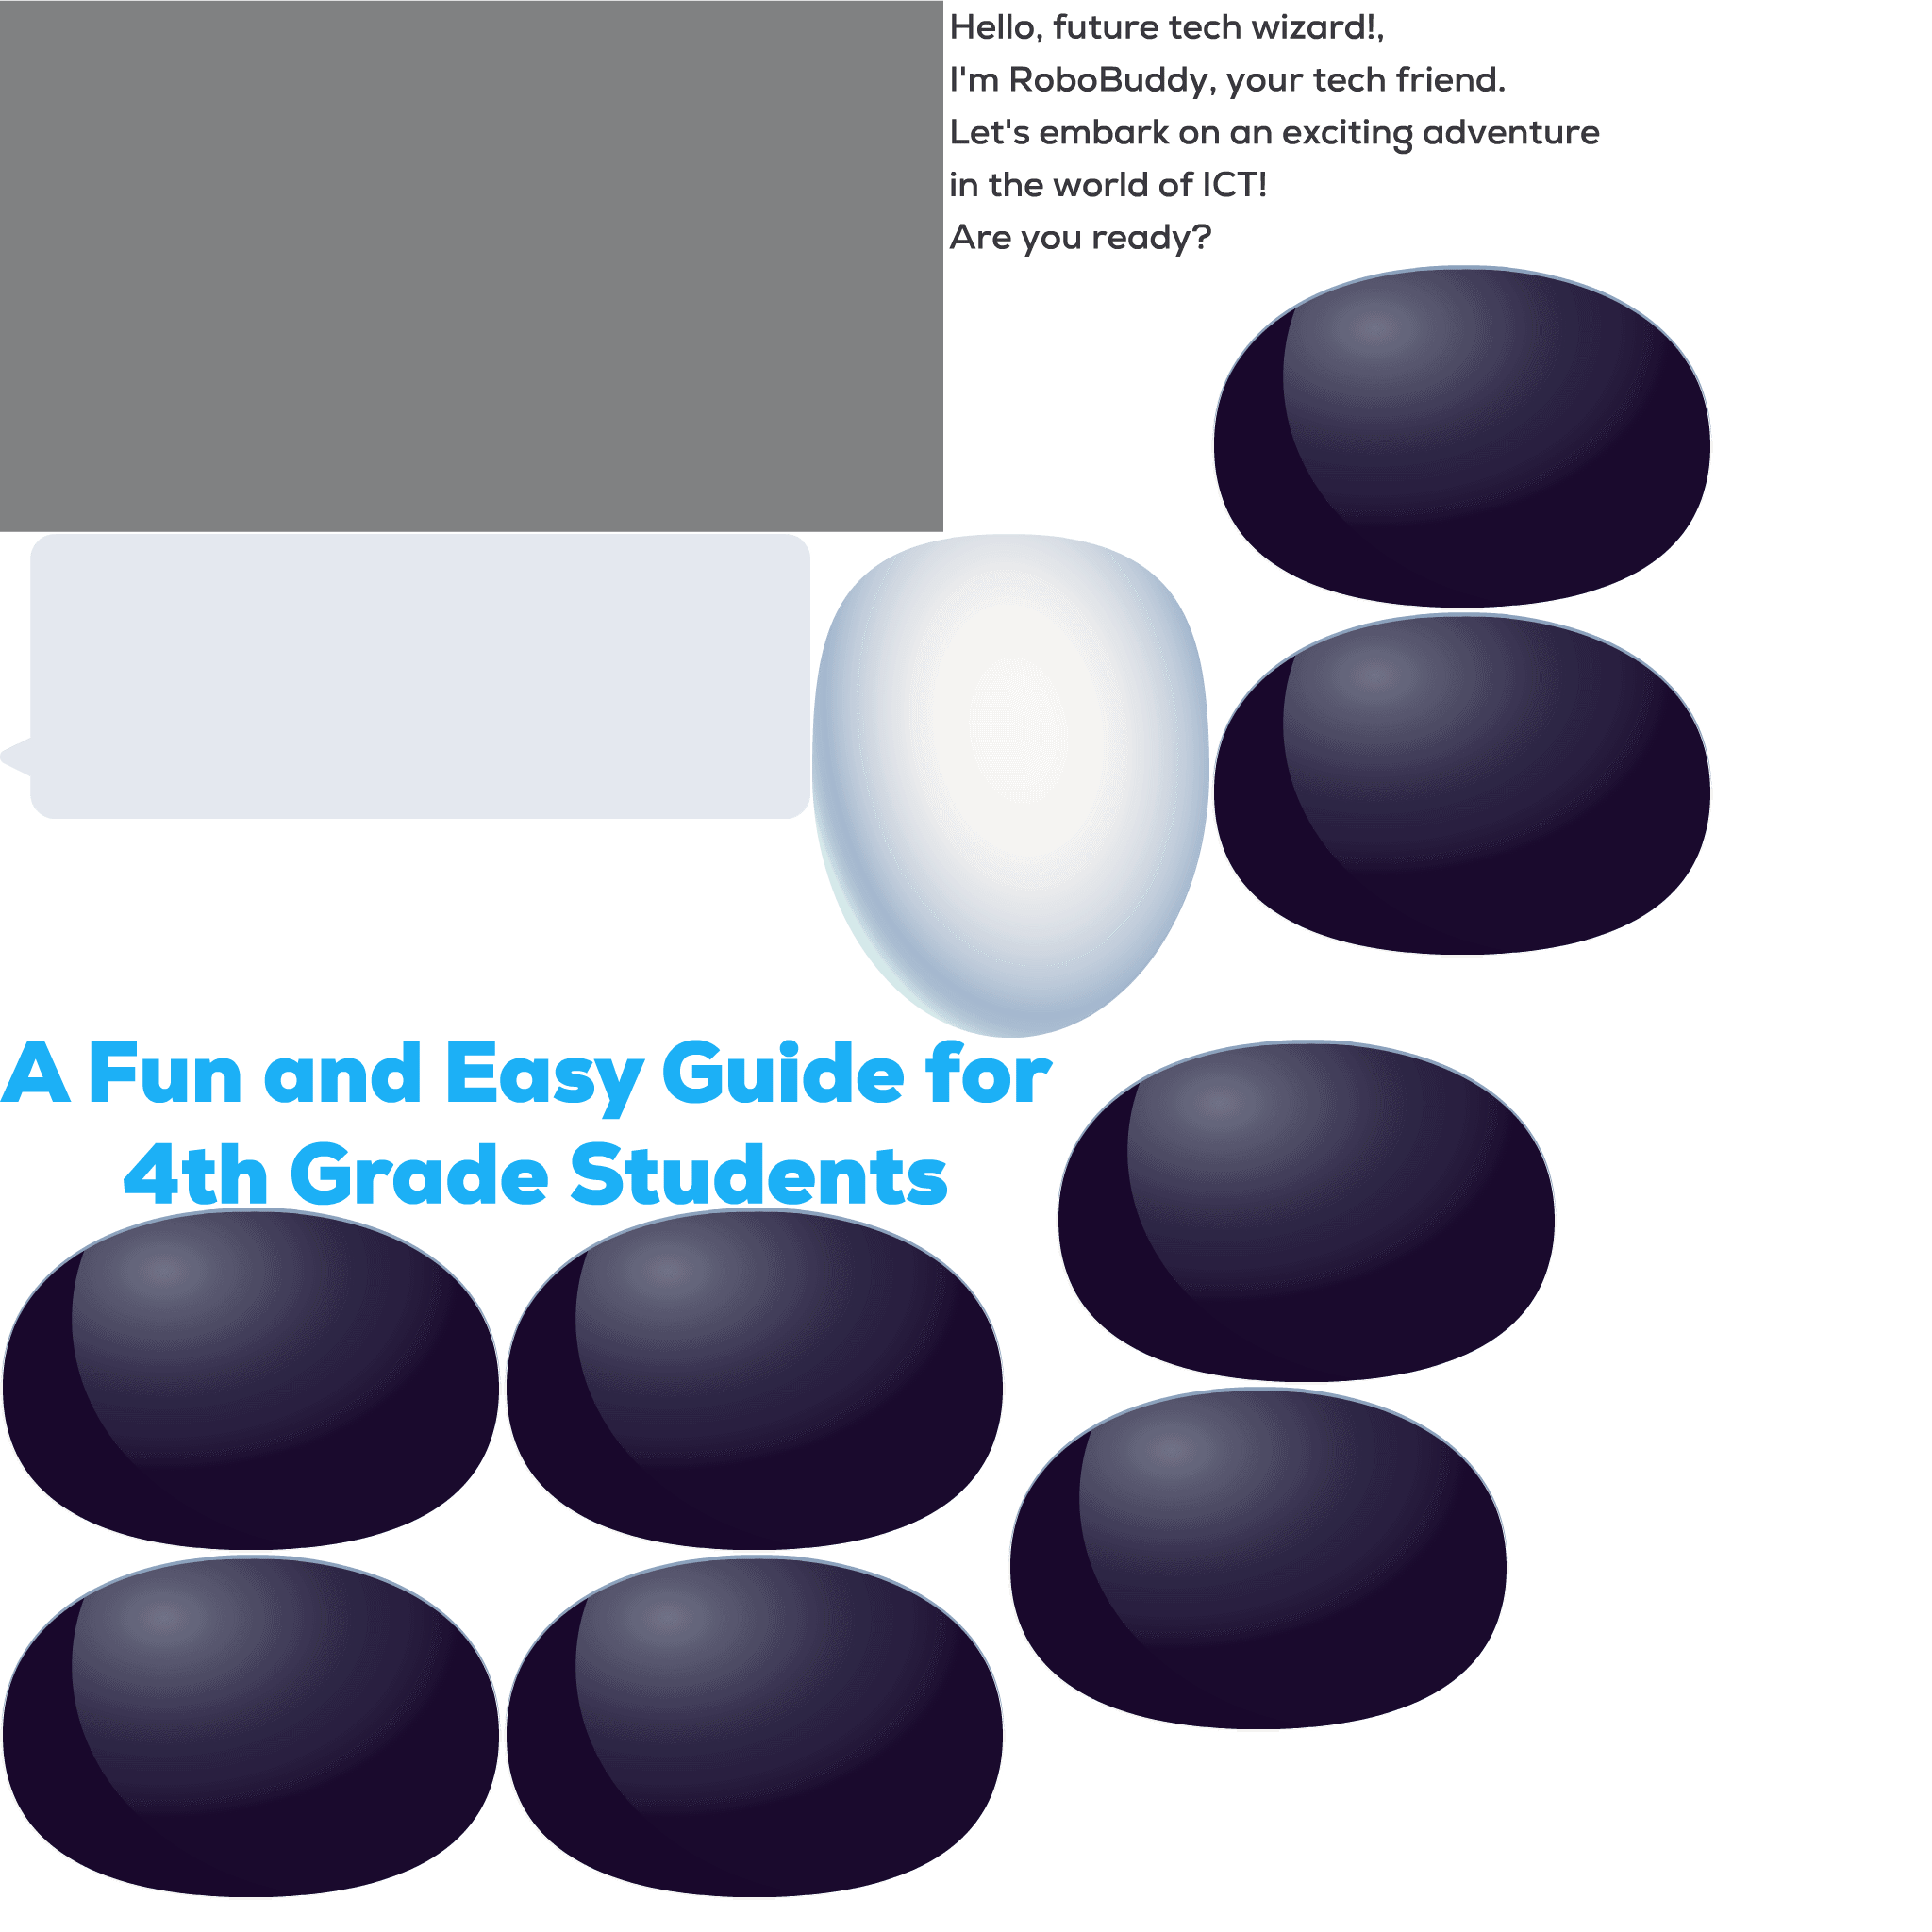 Hello, future tech wizard!,
I'm RoboBuddy, your tech friend.
Let's embark on an exciting adventure
in the world of ICT!
Are you ready?
A Fun and Easy Guide for
4th Grade Students